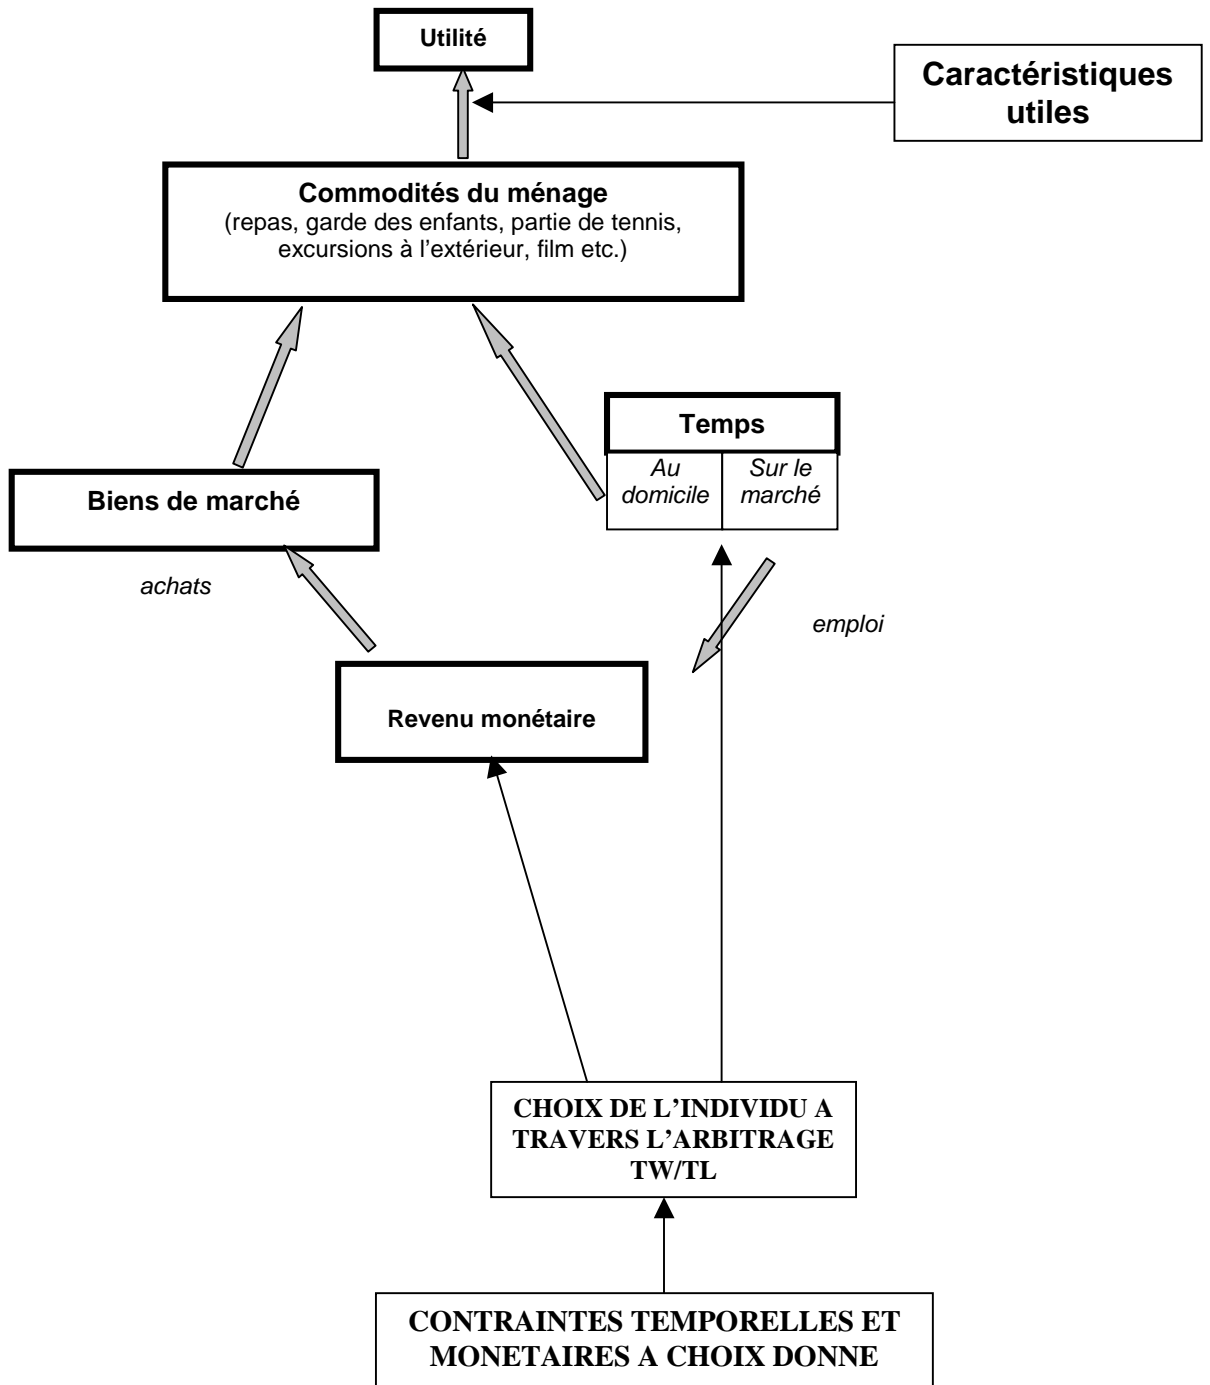 Utilité
Caractéristiques
utiles
Commodités du ménage
(repas, garde des enfants, partie de tennis,
excursions à l'extérieur, film etc.)
Temps
Au
domicile
Sur le
marché
Biens de marché
achats
emploi
Revenu monétaire
CHOIX DE L'INDIVIDU A
TRAVERS L'ARBITRAGE
TW/TL
CONTRAINTES TEMPORELLES ET
MONETAIRES A CHOIX DONNE